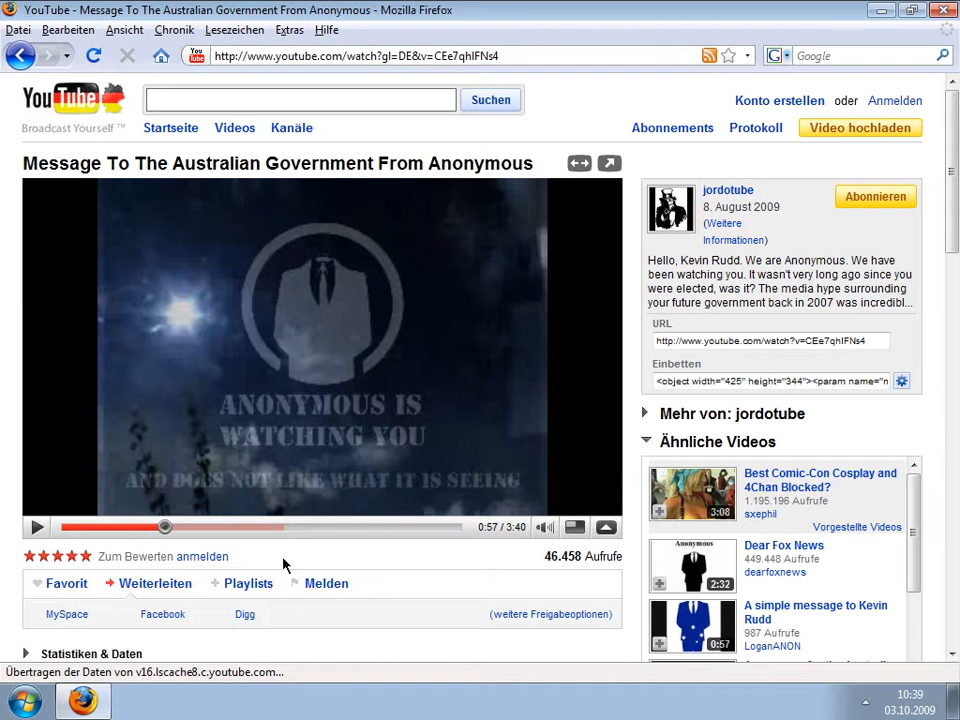 YouTube - Message To The Australian Government From Anonymous - Mozilla Firefox
Datei Bearbeiten Ansicht Chronik Lesezeichen Extras Hilfe
http://www.youtube.com/watch?gl=DE&v=CEe7qhIFNs4
Google
YouTube
Suchen
Konto erstellen oder Anmelden
Broadcast Yourself ™
Startseite Videos Kanäle
Abonnements Protokoll Video hochladen
Message To The Australian Government From Anonymous
ANONYMOUS IS
WATCHING YOU
AND DOES NOT LIKE WHAT IT IS SEEING
0:57 / 3:40
Zum Bewerten anmelden
46.458 Aufrufe
Favorit Weiterleiten Playlists Melden
MySpace Facebook Digg (weitere Freigabeoptionen)
Statistiken & Daten
jordotube
8. August 2009
(Weitere
Informationen)
Abonnieren
Hello, Kevin Rudd. We are Anonymous. We have
been watching you. It wasn't very long ago since you
were elected, was it? The media hype surrounding
your future government back in 2007 was incredibl...
URL
http://www.youtube.com/watch?v=CEe7qhIFNs4
Einbetten
<object width="425" height="344"><param name="n
Mehr von: jordotube
Ähnliche Videos
Best Comic-Con Cosplay and
4Chan Blocked?
1.195.196 Aufrufe
sxephil
3:08
Vorgestellte Videos
Anonymous
Dear Fox News
449.448 Aufrufe
dearfoxnews
2:32
A simple message to Kevin
Rudd
987 Aufrufe
LoganANON
0:57
Übertragen der Daten von v16.lscache8.c.youtube.com...
10:39
03.10.2009